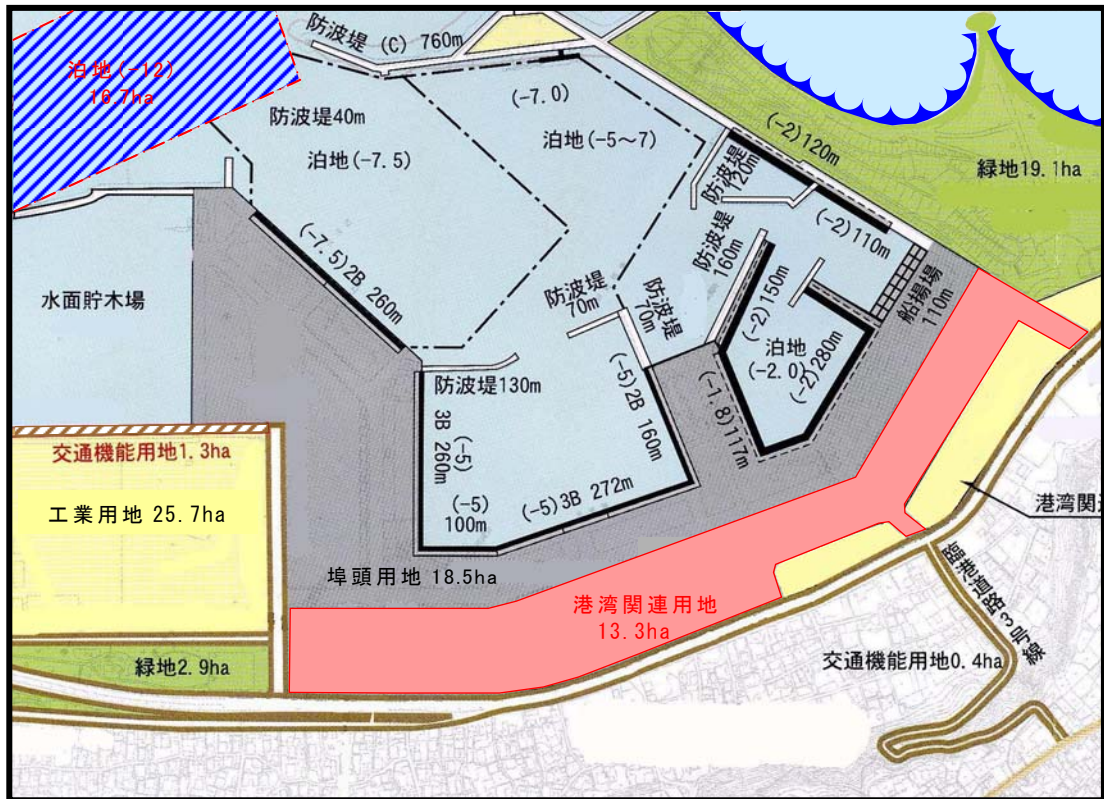 防波堤 (C) 760m
泊地(-12)
16.7ha
(-7.0)
防波堤40m
泊地(-7.5)
泊地(-5~7)
(-2)120m
防波堤
120m
緑地19.1ha
(-2)110m
防波堤
160m
船揚場
110m
(-7.5)2B 260m
水面貯木場
防波堤
70m
防波堤
70m
(-2)150m
泊地
(-2.0)
(-2)280m
防波堤130m
(-5)2B 160m
(-1.8)117m
3B 260m
(-5)
(-5)
100m
(-5)3B 272m
交通機能用地1.3ha
工業用地 25.7ha
港湾関
埠頭用地 18.5ha
港湾関連用地
13.3ha
臨港道路3号線
緑地2.9ha
交通機能用地0.4ha